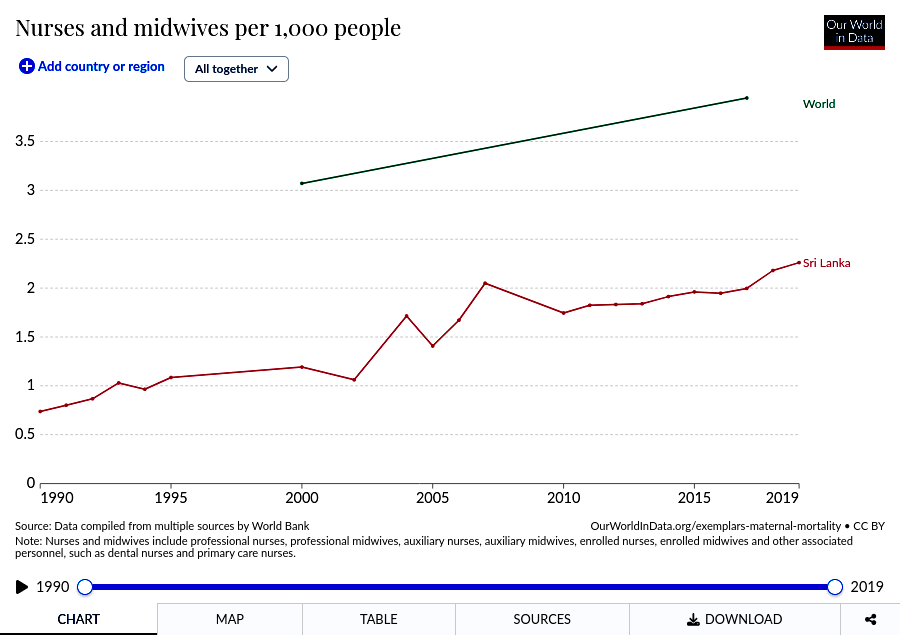 Nurses and midwives per 1,000 people
Our World
in Data
Add country or region
All together
World
3.5
3
2.5
2
Sri Lanka
1.5
1
0.5
0
1990
1995
2000
2005
2010
2015
2019
Source: Data compiled from multiple sources by World Bank
OurWorldInData.org/exemplars-maternal-mortality • CC BY
Note: Nurses and midwives include professional nurses, professional midwives, auxiliary nurses, auxiliary midwives, enrolled nurses, enrolled midwives and other associated
personnel, such as dental nurses and primary care nurses.
1990
2019
CHART
MAP
TABLE
SOURCES
DOWNLOAD